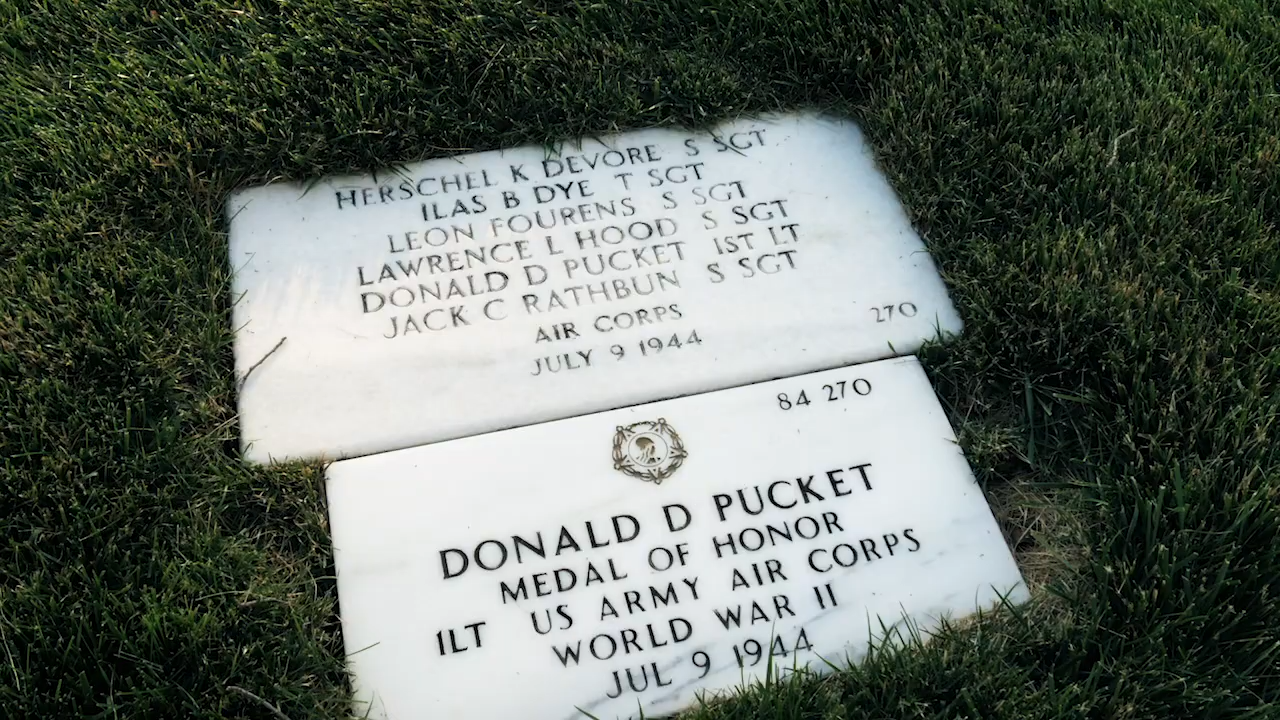 HERSCHEL K DEVORE S SGT
ILAS B DYE T SGT
LEON FOURENS S SGT
LAWRENCE L HOOD S SGT
DONALD D PUCKET 1ST LT
JACK C RATHBUN S SGT
AIR CORPS
JULY 9 1944
270
84 270
DONALD D PUCKET
MEDAL OF HONOR
1LT US ARMY AIR CORPS
WORLD WAR II
JUL 9 1944